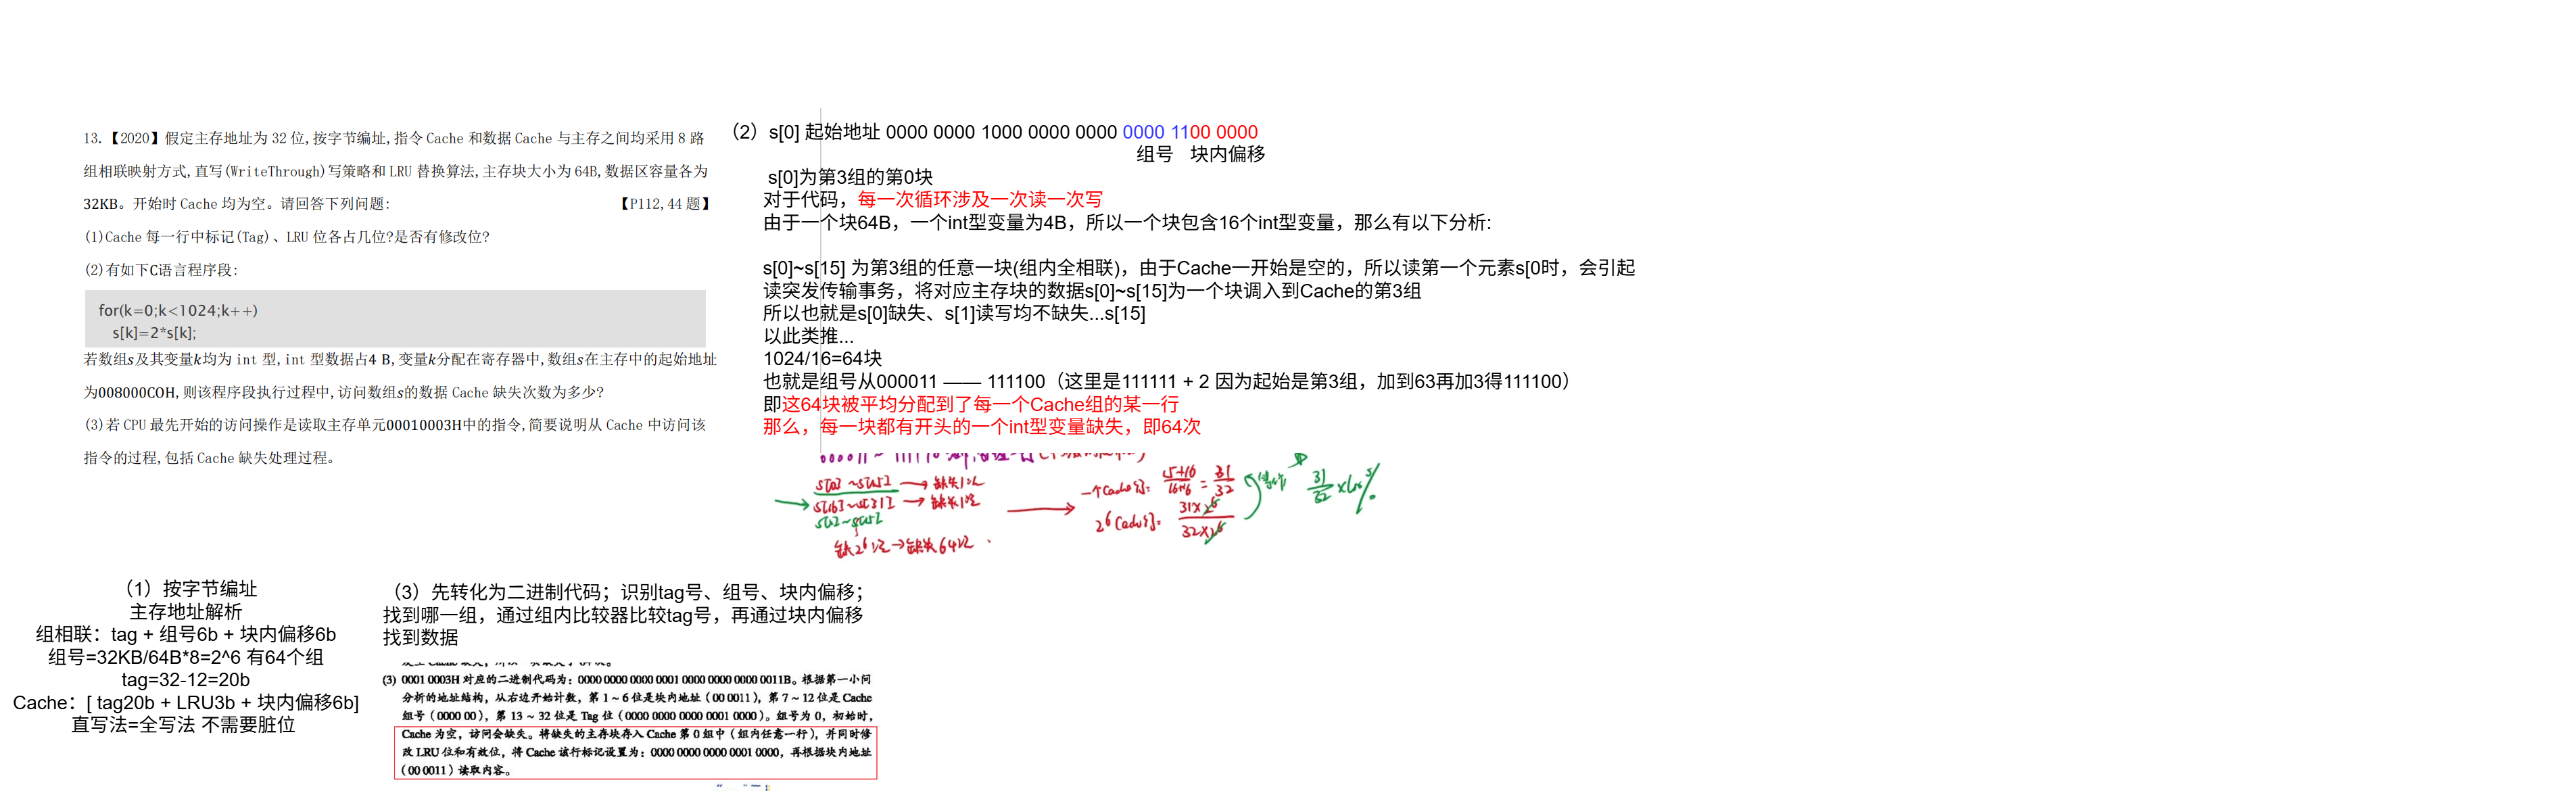 13.【2020】假定主存地址为 32 位,按字节编址,指令 Cache 和数据 Cache 与主存之间均采用 8 路
组相联映射方式,直写(WriteThrough)写策略和 LRU 替换算法,主存块大小为 64B,数据区容量各为
32KB。开始时 Cache 均为空。请回答下列问题: 【P112,44 题】
(1)Cache 每一行中标记(Tag)、LRU 位各占几位?是否有修改位?
(2)有如下C语言程序段:
for(k=0;k<1024;k++)
s[k]=2*s[k];
若数组s及其变量k均为 int 型,int 型数据占4 B,变量k分配在寄存器中,数组s在主存中的起始地址
为008000COH,则该程序段执行过程中,访问数组s的数据 Cache 缺失次数为多少?
(3)若 CPU 最先开始的访问操作是读取主存单元00010003H中的指令,简要说明从 Cache 中访问该
指令的过程,包括 Cache 缺失处理过程。
（2）s[0] 起始地址 0000 0000 1000 0000 0000 0000 1100 0000
组号 块内偏移
s[0]为第3组的第0块
对于代码，每一次循环涉及一次读一次写
由于一个块64B，一个int型变量为4B，所以一个块包含16个int型变量，那么有以下分析:
s[0]~s[15] 为第3组的任意一块(组内全相联)，由于Cache一开始是空的，所以读第一个元素s[0时，会引起
读突发传输事务，将对应主存块的数据s[0]~s[15]为一个块调入到Cache的第3组
所以也就是s[0]缺失、s[1]读写均不缺失...s[15]
以此类推...
1024/16=64块
也就是组号从000011 —— 111100（这里是111111 + 2 因为起始是第3组，加到63再加3得111100）
即这64块被平均分配到了每一个Cache组的某一行
那么，每一块都有开头的一个int型变量缺失，即64次
s[0]~s[15] → 缺失1次
s[16]~s[31] → 缺失1次
缺2^6次→缺失64次
一个Cache行: 15+16/16+16 = 31/32
2^6 Cache行: 31×2^6/32×2^6
31/32 ×100%
（1）按字节编址
主存地址解析
组相联：tag + 组号6b + 块内偏移6b
组号=32KB/64B*8=2^6 有64个组
tag=32-12=20b
Cache：[ tag20b + LRU3b + 块内偏移6b]
直写法=全写法 不需要脏位
（3）先转化为二进制代码；识别tag号、组号、块内偏移；
找到哪一组，通过组内比较器比较tag号，再通过块内偏移
找到数据
(3) 0001 0003H 对应的二进制代码为：0000 0000 0000 0001 0000 0000 0000 0011B。根据第一小问
分析的地址结构，从右边开始计数，第 1～6 位是块内地址（00 0011），第 7～12 位是 Cache
组号（0000 00），第 13～32 位是 Tag 位（0000 0000 0000 0001 0000）。组号为 0，初始时，
Cache 为空，访问会缺失。将缺失的主存块存入 Cache 第 0 组中（组内任意一行），并同时修
改 LRU 位和有效位，将 Cache 该行标记设置为：0000 0000 0000 0001 0000，再根据块内地址
（00 0011）读取内容。